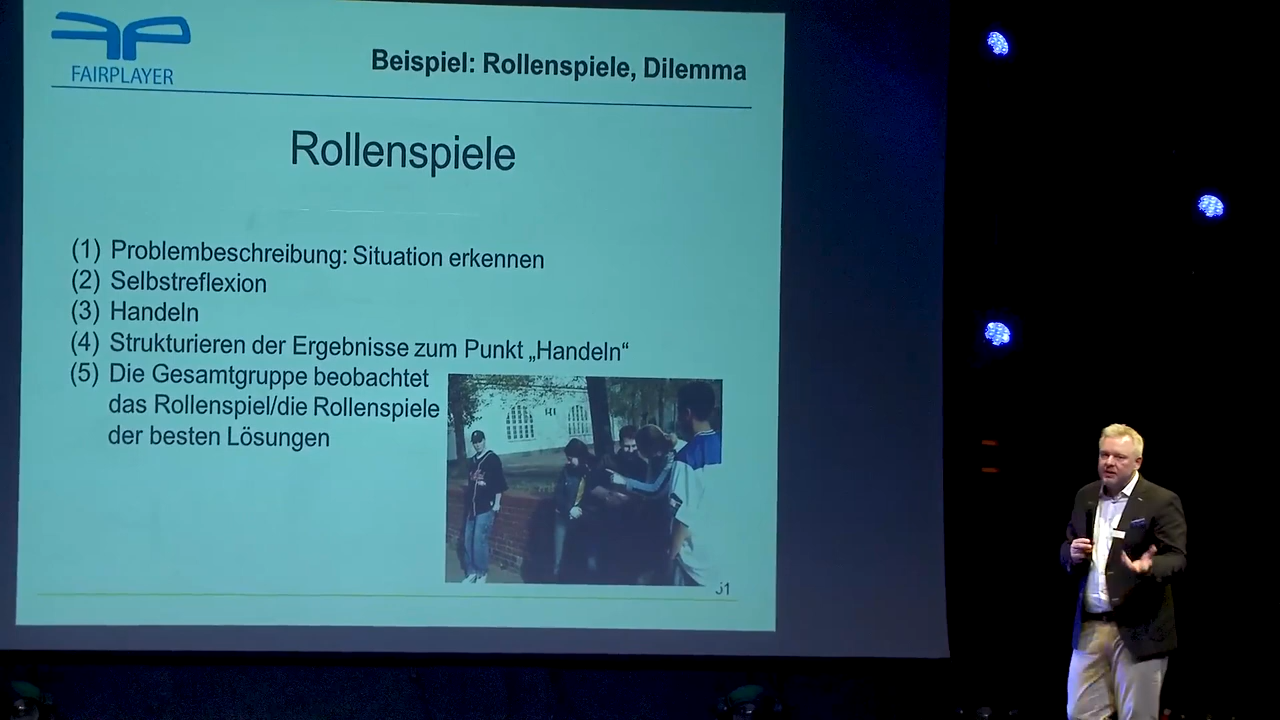 FAIRPLAYER
Beispiel: Rollenspiele, Dilemma
Rollenspiele
(1) Problembeschreibung: Situation erkennen
(2) Selbstreflexion
(3) Handeln
(4) Strukturieren der Ergebnisse zum Punkt „Handeln“
(5) Die Gesamtgruppe beobachtet
das Rollenspiel/die Rollenspiele
der besten Lösungen